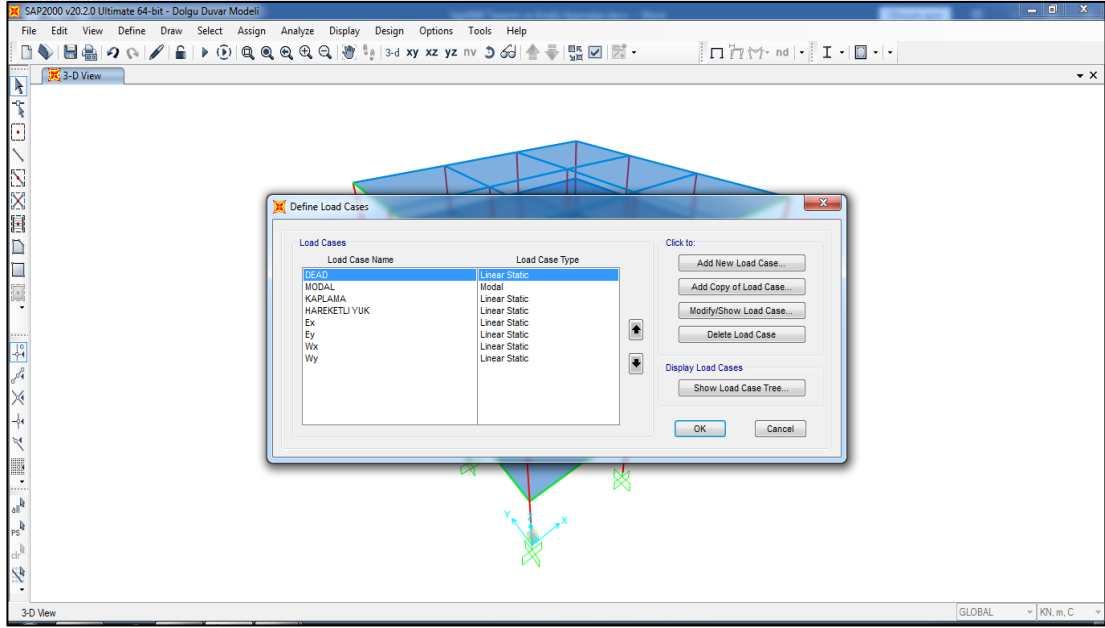 SAP2000 v20.2.0 Ultimate 64-bit - Dolgu Duvar Modeli
File Edit View Define Draw Select Assign Analyze Display Design Options Tools Help
3-d xy xz yz nv nd
3-D View
Define Load Cases
Load Cases
Click to:
Load Case Name Load Case Type
DEAD Linear Static
MODAL Modal
KAPLAMA Linear Static
HAREKETLI YUK Linear Static
Ex Linear Static
Ey Linear Static
Wx Linear Static
Wy Linear Static
Add New Load Case...
Add Copy of Load Case...
Modify/Show Load Case...
Delete Load Case
Display Load Cases
Show Load Case Tree...
OK Cancel
Y Z X
all
PS
clr
3-D View GLOBAL KN, m, C